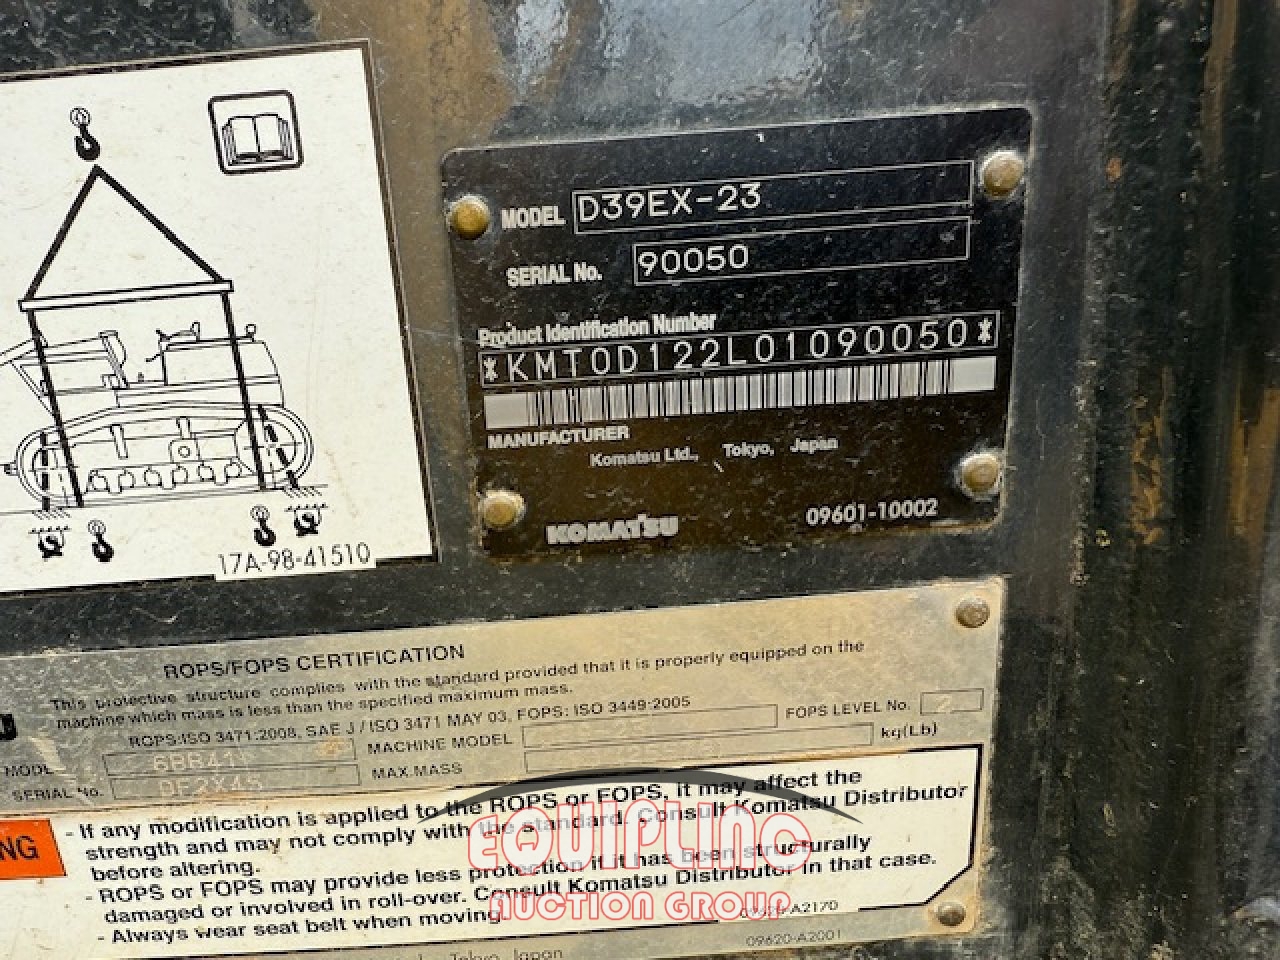 MODEL D39EX-23
SERIAL No. 90050
Product Identification Number
*KMT0D122L01090050*
MANUFACTURER
Komatsu Ltd., Tokyo, Japan
KOMATSU 09601-10002
17A-98-41510
ROPS/FOPS CERTIFICATION
This protective structure complies with the standard provided that it is properly equipped on the
machine which mass is less than the specified maximum mass.
ROPS:ISO 3471:2008, SAE J / ISO 3471 MAY 03, FOPS: ISO 3449:2005
FOPS LEVEL No. 2
MACHINE MODEL
SERIAL No.
MAX.MASS kg(Lb)
NG
- If any modification is applied to the ROPS or FOPS, it may affect the
strength and may not comply with the standard. Consult Komatsu Distributor
before altering.
- ROPS or FOPS may provide less protection if it has been structurally
damaged or involved in roll-over. Consult Komatsu Distributor in that case.
- Always wear seat belt when moving.
09620-A2001
Tokyo, Japan
EQUIPLINC
AUCTION GROUP